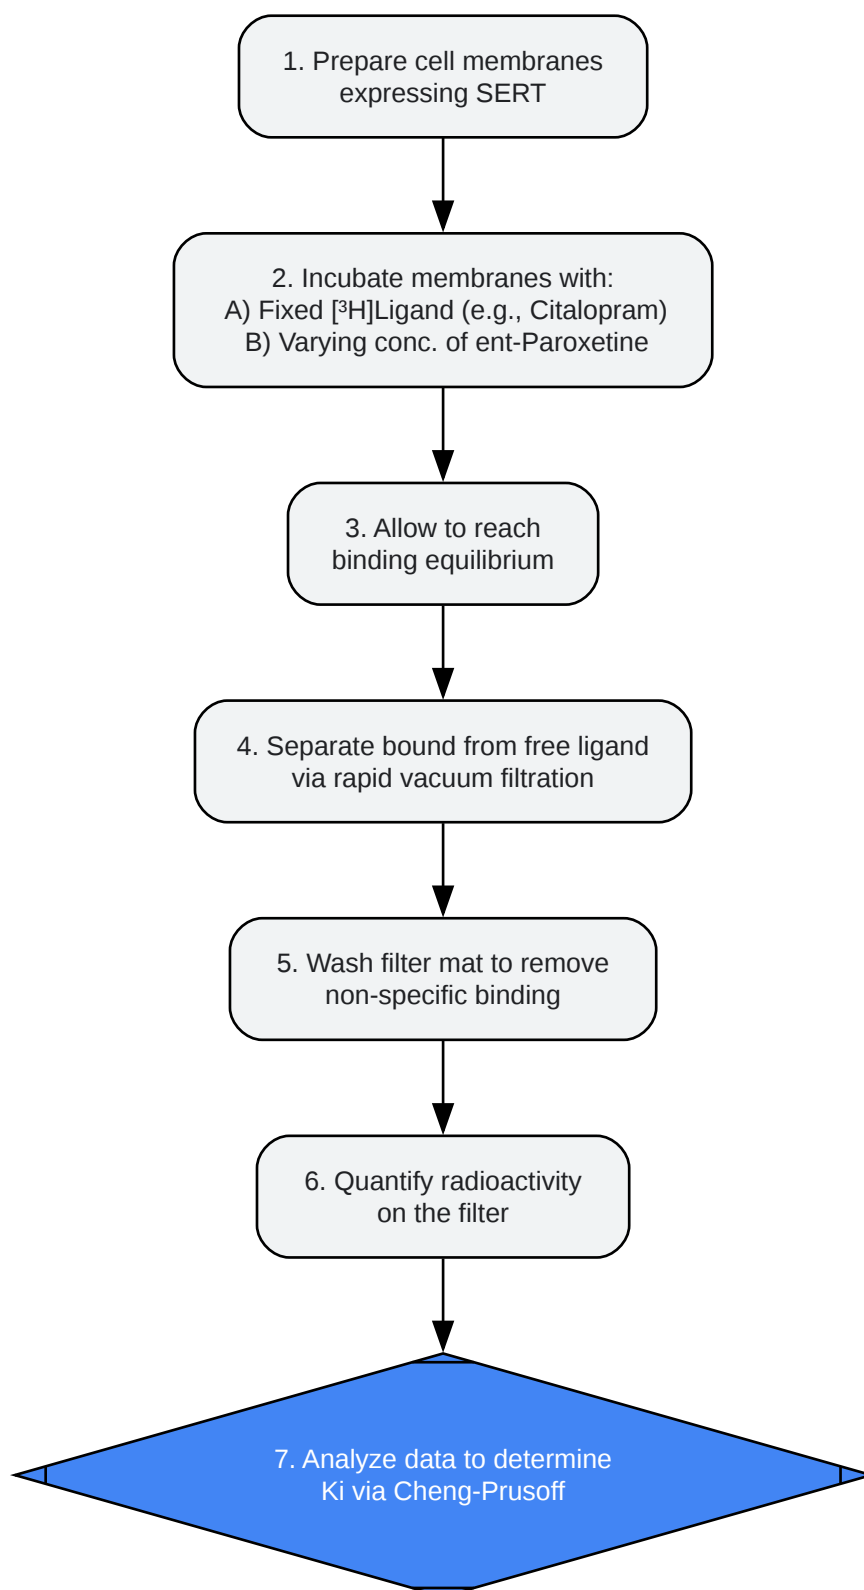 1. Prepare cell membranes
expressing SERT
2. Incubate membranes with:
A) Fixed [³H]Ligand (e.g., Citalopram)
B) Varying conc. of ent-Paroxetine
3. Allow to reach
binding equilibrium
4. Separate bound from free ligand
via rapid vacuum filtration
5. Wash filter mat to remove
non-specific binding
6. Quantify radioactivity
on the filter
7. Analyze data to determine
Ki via Cheng-Prusoff